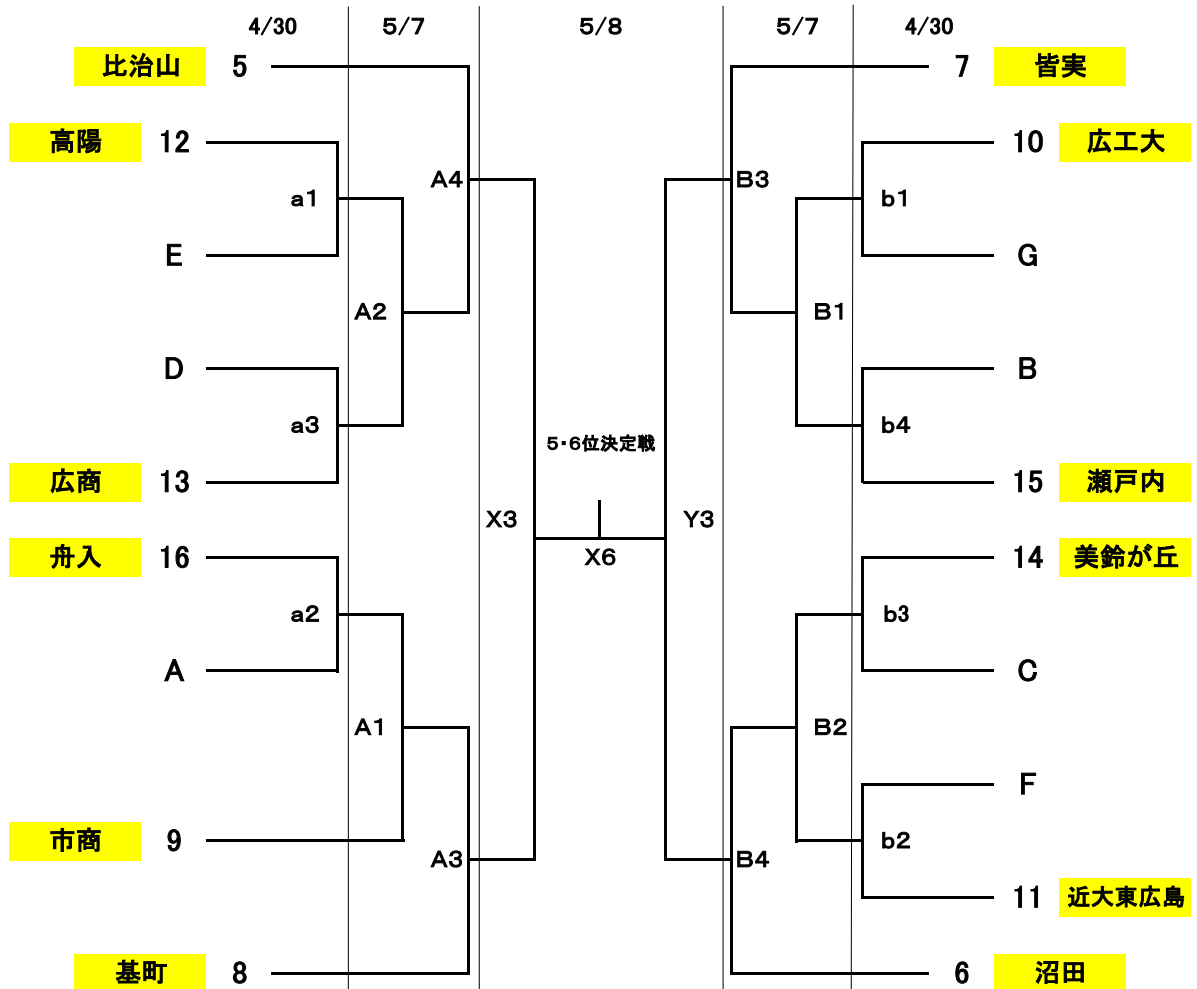 4/30 5/7 5/8 5/7 4/30
比治山 5 7 皆実
高陽 12 10 広工大
A4 B3
a1 b1
E G
A2 B1
D B
a3 b4
5・6位決定戦
広商 13 15 瀬戸内
X3 Y3
舟入 16 X6 14 美鈴が丘
a2 b3
A C
A1 B2
F
市商 9 b2
A3 B4
11 近大東広島
基町 8 6 沼田